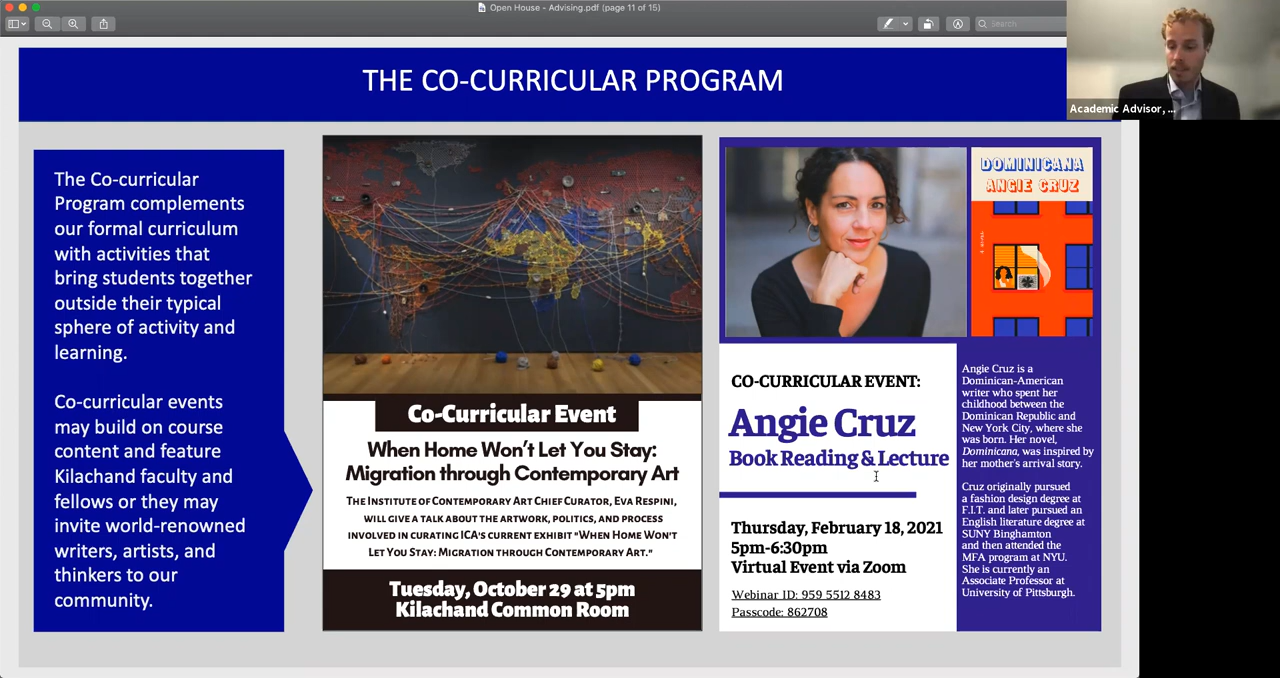 Open House - Advising.pdf (page 11 of 15)
Search
Academic Advisor, ...
THE CO-CURRICULAR PROGRAM
The Co-curricular
Program complements
our formal curriculum
with activities that
bring students together
outside their typical
sphere of activity and
learning.
Co-curricular events
may build on course
content and feature
Kilachand faculty and
fellows or they may
invite world-renowned
writers, artists, and
thinkers to our
community.
Co-Curricular Event
When Home Won't Let You Stay:
Migration through Contemporary Art
The Institute of Contemporary Art Chief Curator, Eva Respini,
will give a talk about the artwork, politics, and process
involved in curating ICA's current exhibit "When Home Won't
Let You Stay: Migration through Contemporary Art."
Tuesday, October 29 at 5pm
Kilachand Common Room
DOMINICANA
ANGIE CRUZ
CO-CURRICULAR EVENT:
Angie Cruz
Book Reading & Lecture
Thursday, February 18, 2021
5pm-6:30pm
Virtual Event via Zoom
Webinar ID: 959 5512 8483
Passcode: 862708
Angie Cruz is a
Dominican-American
writer who spent her
childhood between the
Dominican Republic and
New York City, where she
was born. Her novel,
Dominicana, was inspired by
her mother's arrival story.
Cruz originally pursued
a fashion design degree at
F.I.T. and later pursued an
English literature degree at
SUNY Binghamton
and then attended the
MFA program at NYU.
She is currently an
Associate Professor at
University of Pittsburgh.